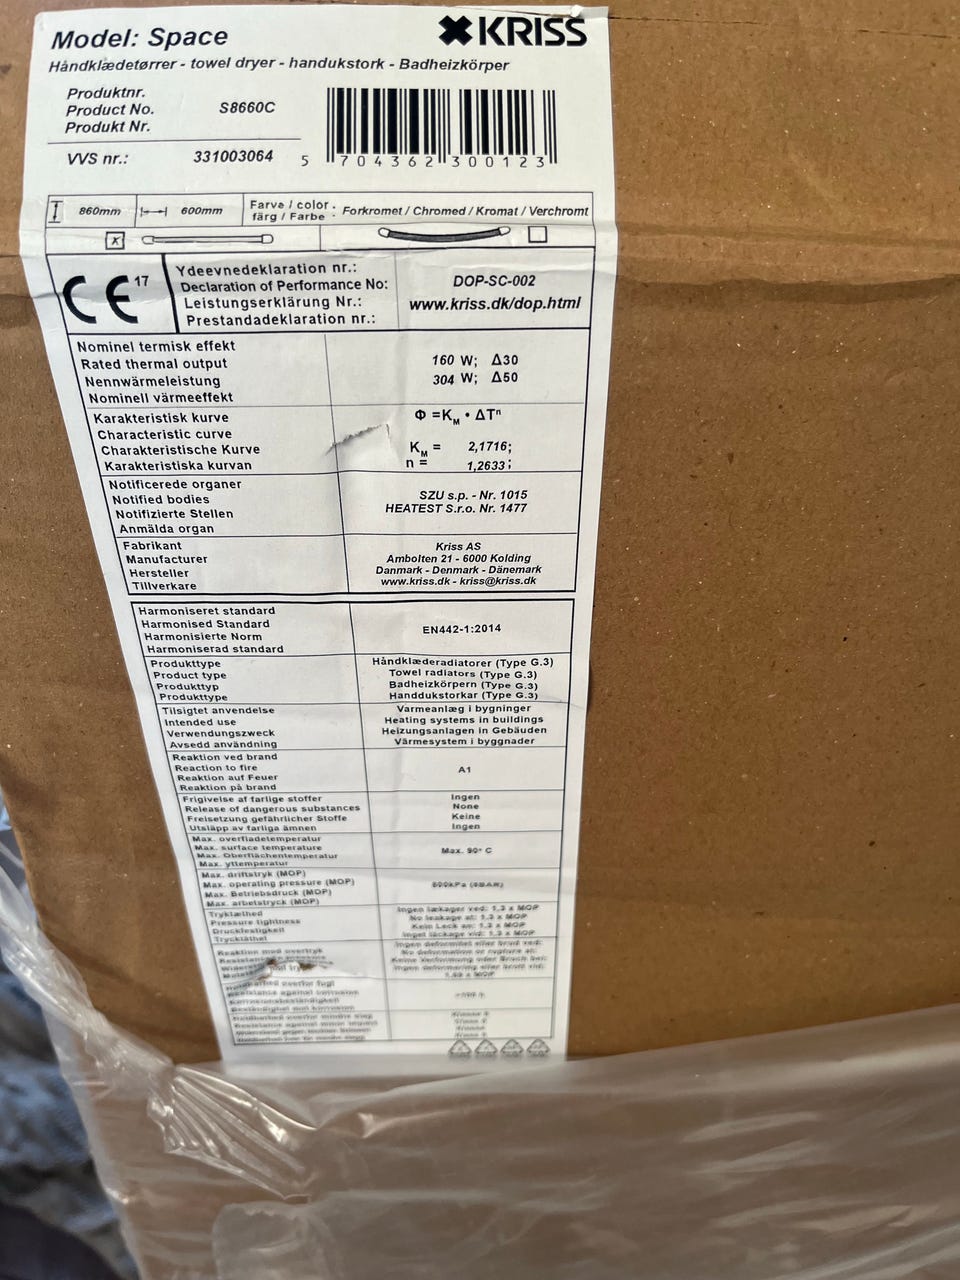 Model: Space
KRISS
Håndklædetørrer - towel dryer - handukstork - Badheizkörper
Produktnr.
Product No.
Produkt Nr.
S8660C
VVS nr.: 331003064
5 704362 300123
860mm 600mm
Farve / color .
färg / Farbe .
Forkromet / Chromed / Kromat / Verchromt
X
CE 17
Ydeevnedeklaration nr.:
Declaration of Performance No:
Leistungserklärung Nr.:
Prestandadeklaration nr.:
DOP-SC-002
www.kriss.dk/dop.html
Nominel termisk effekt
Rated thermal output
Nennwärmeleistung
Nominell värmeeffekt
160 W; Δ30
304 W; Δ50
Karakteristisk kurve
Characteristic curve
Charakteristische Kurve
Karakteristiska kurvan
Φ =K_M • ΔTⁿ
K_M = 2,1716;
n = 1,2633;
Notificerede organer
Notified bodies
Notifizierte Stellen
Anmälda organ
SZU s.p. - Nr. 1015
HEATEST S.r.o. Nr. 1477
Fabrikant
Manufacturer
Hersteller
Tillverkare
Kriss AS
Ambolten 21 - 6000 Kolding
Danmark - Denmark - Dänemark
www.kriss.dk - kriss@kriss.dk
Harmoniseret standard
Harmonised Standard
Harmonisierte Norm
Harmoniserad standard
EN442-1:2014
Produkttype
Product type
Produkttyp
Produkttype
Håndklæderadiatorer (Type G.3)
Towel radiators (Type G.3)
Badheizkörpern (Type G.3)
Handdukstorkar (Type G.3)
Tilsigtet anvendelse
Intended use
Verwendungszweck
Avsedd användning
Varmeanlæg i bygninger
Heating systems in buildings
Heizungsanlagen in Gebäuden
Värmesystem i byggnader
Reaktion ved brand
Reaction to fire
Reaktion auf Feuer
Reaktion på brand
A1
Frigivelse af farlige stoffer
Release of dangerous substances
Freisetzung gefährlicher Stoffe
Utsläpp av farliga ämnen
Ingen
None
Keine
Ingen
Max. overfladetemperatur
Max. surface temperature
Max. Oberflächentemperatur
Max. yttemperatur
Max. 90° C
Max. driftstryk (MOP)
Max. operating pressure (MOP)
Max. Betriebsdruck (MOP)
Max. arbetstryck (MOP)
Tryktæthed
Pressure tightness
Druckfestigkeit
Trycktäthet
Ingen lækager ved: 1,3 x MOP
No leakage at: 1,3 x MOP
Kein Leck an: 1,3 x MOP
Inget läckage vid: 1,3 x MOP